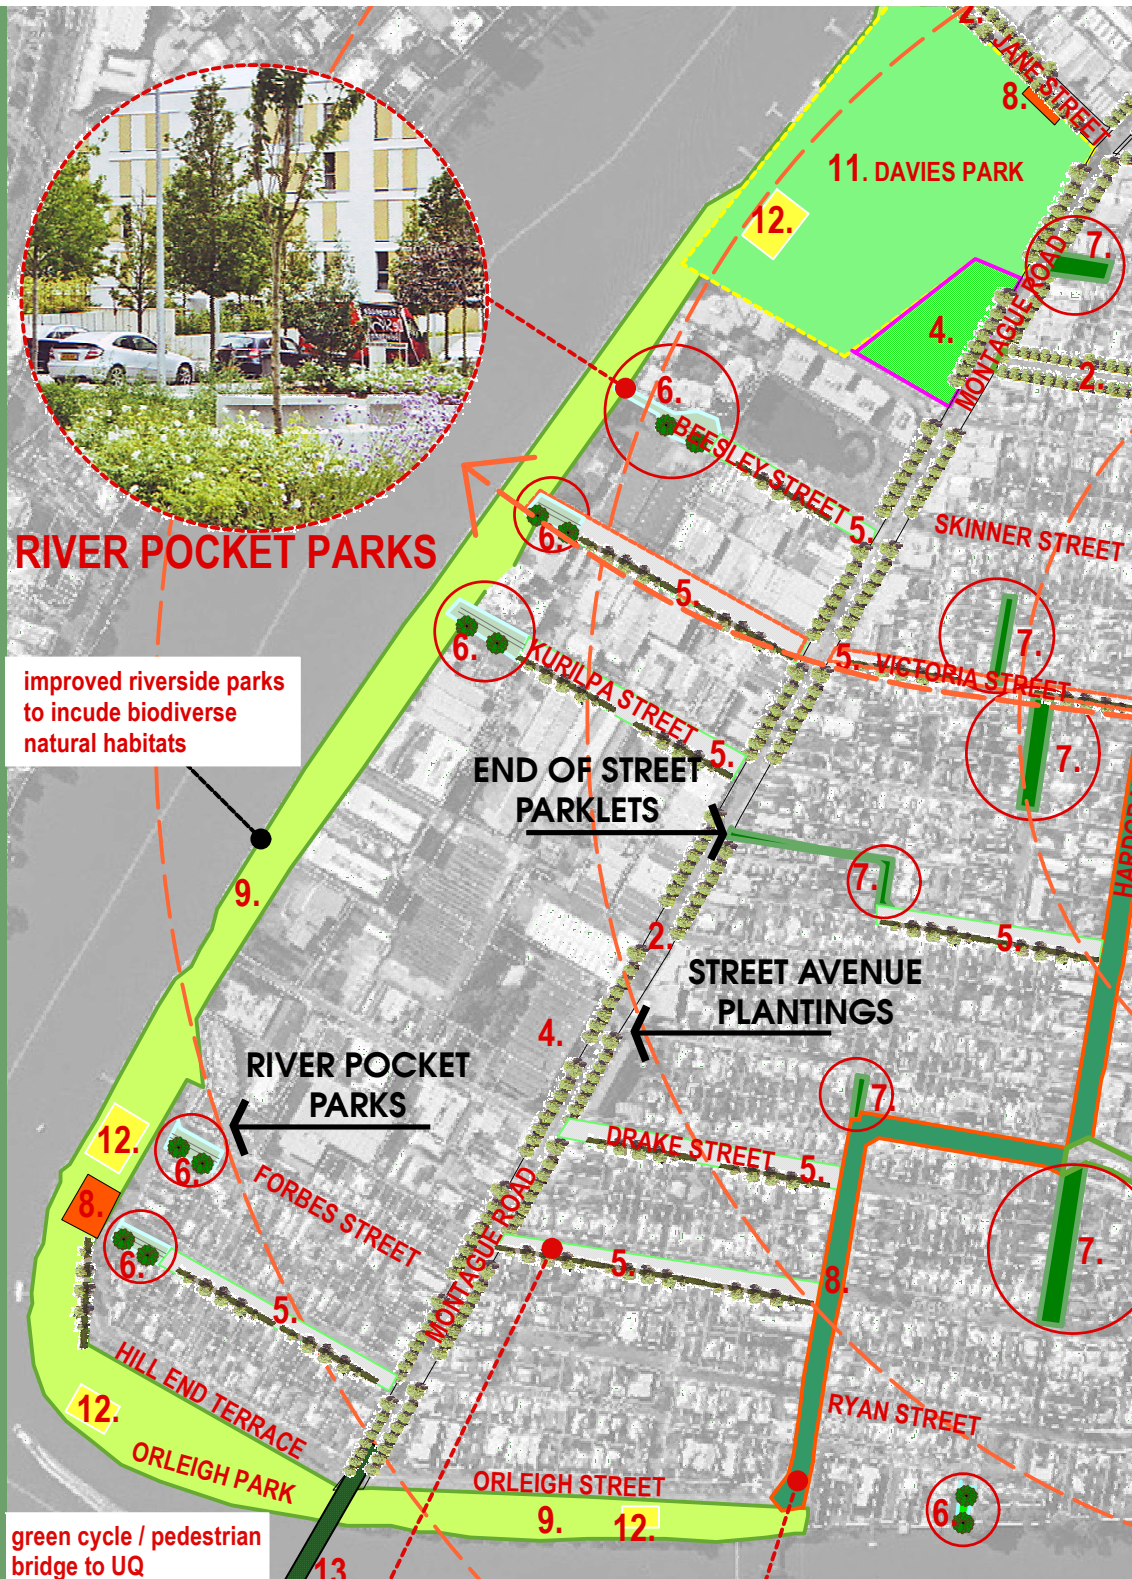 2.
JANE STREET
8.
11. DAVIES PARK
12.
7.
MONTAGUE ROAD
4.
2.
6.
BEESLEY STREET
5.
SKINNER STREET
6.
RIVER POCKET PARKS
5.
7.
6.
KURILPA STREET
5.
5.
VICTORIA STREET
7.
improved riverside parks
to incude biodiverse
natural habitats
END OF STREET
PARKLETS
9.
7.
5.
2.
STREET AVENUE
PLANTINGS
4.
RIVER POCKET
PARKS
7.
12.
6.
DRAKE STREET
5.
8.
FORBES STREET
6.
MONTAGUE ROAD
5.
8.
7.
5.
HILL END TERRACE
12.
RYAN STREET
ORLEIGH PARK
ORLEIGH STREET
9.
12.
6.
green cycle / pedestrian
bridge to UQ
13